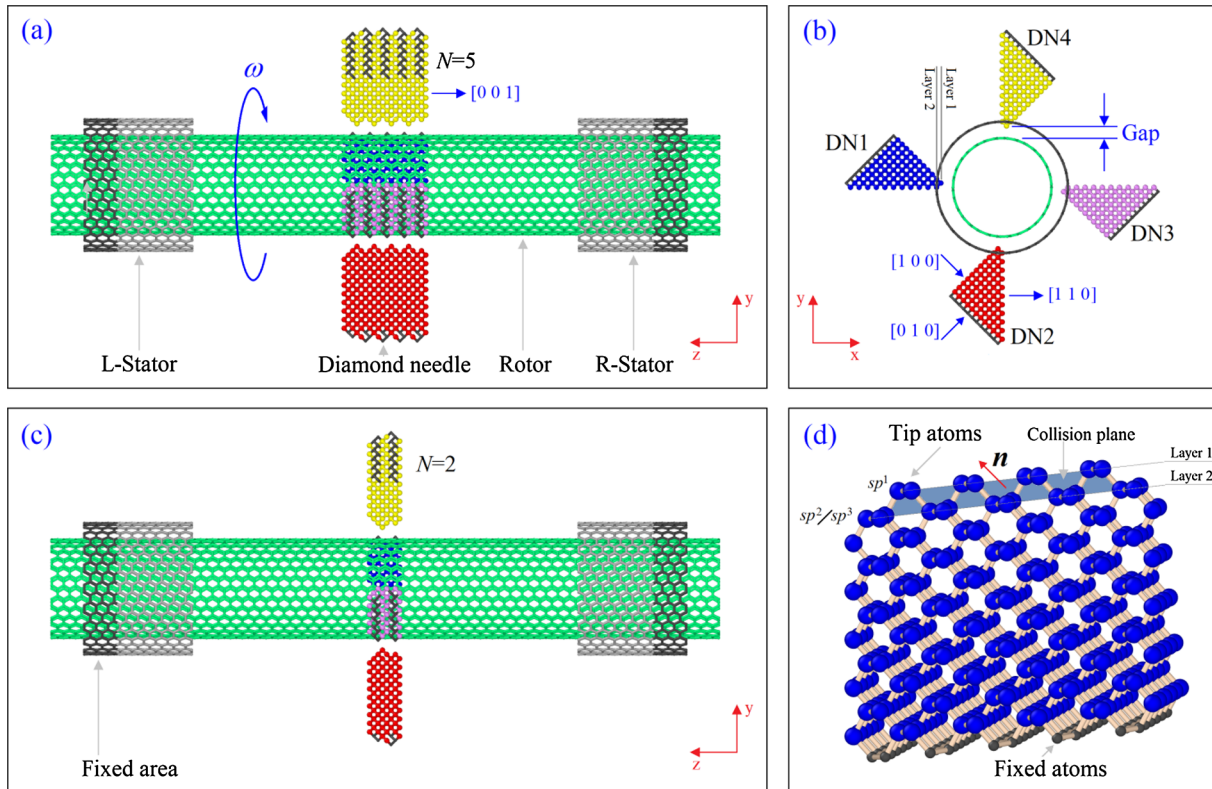 (a)
N=5
[0 0 1]
ω
y
z
L-Stator
Diamond needle
Rotor
R-Stator
(b)
DN4
Layer 1
Layer 2
Gap
DN1
DN3
[1 0 0]
[1 1 0]
[0 1 0]
DN2
y
x
(c)
N=2
y
z
Fixed area
(d)
Tip atoms
Collision plane
n
Layer 1
Layer 2
sp1
sp2/sp3
Fixed atoms